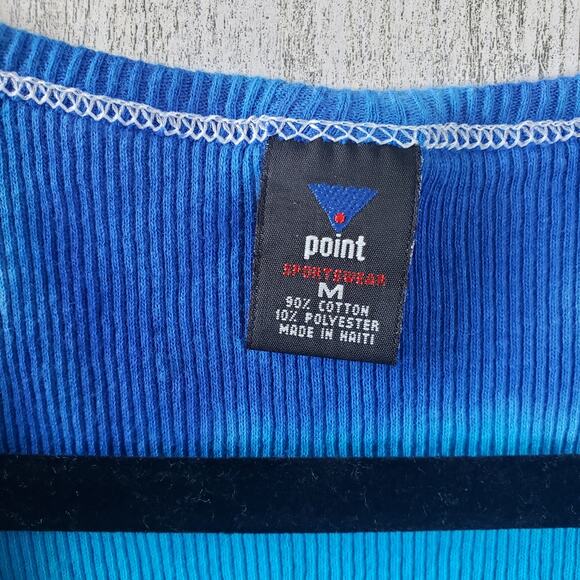 point
SPORTSWEAR
M
90% COTTON
10% POLYESTER
MADE IN HAITI